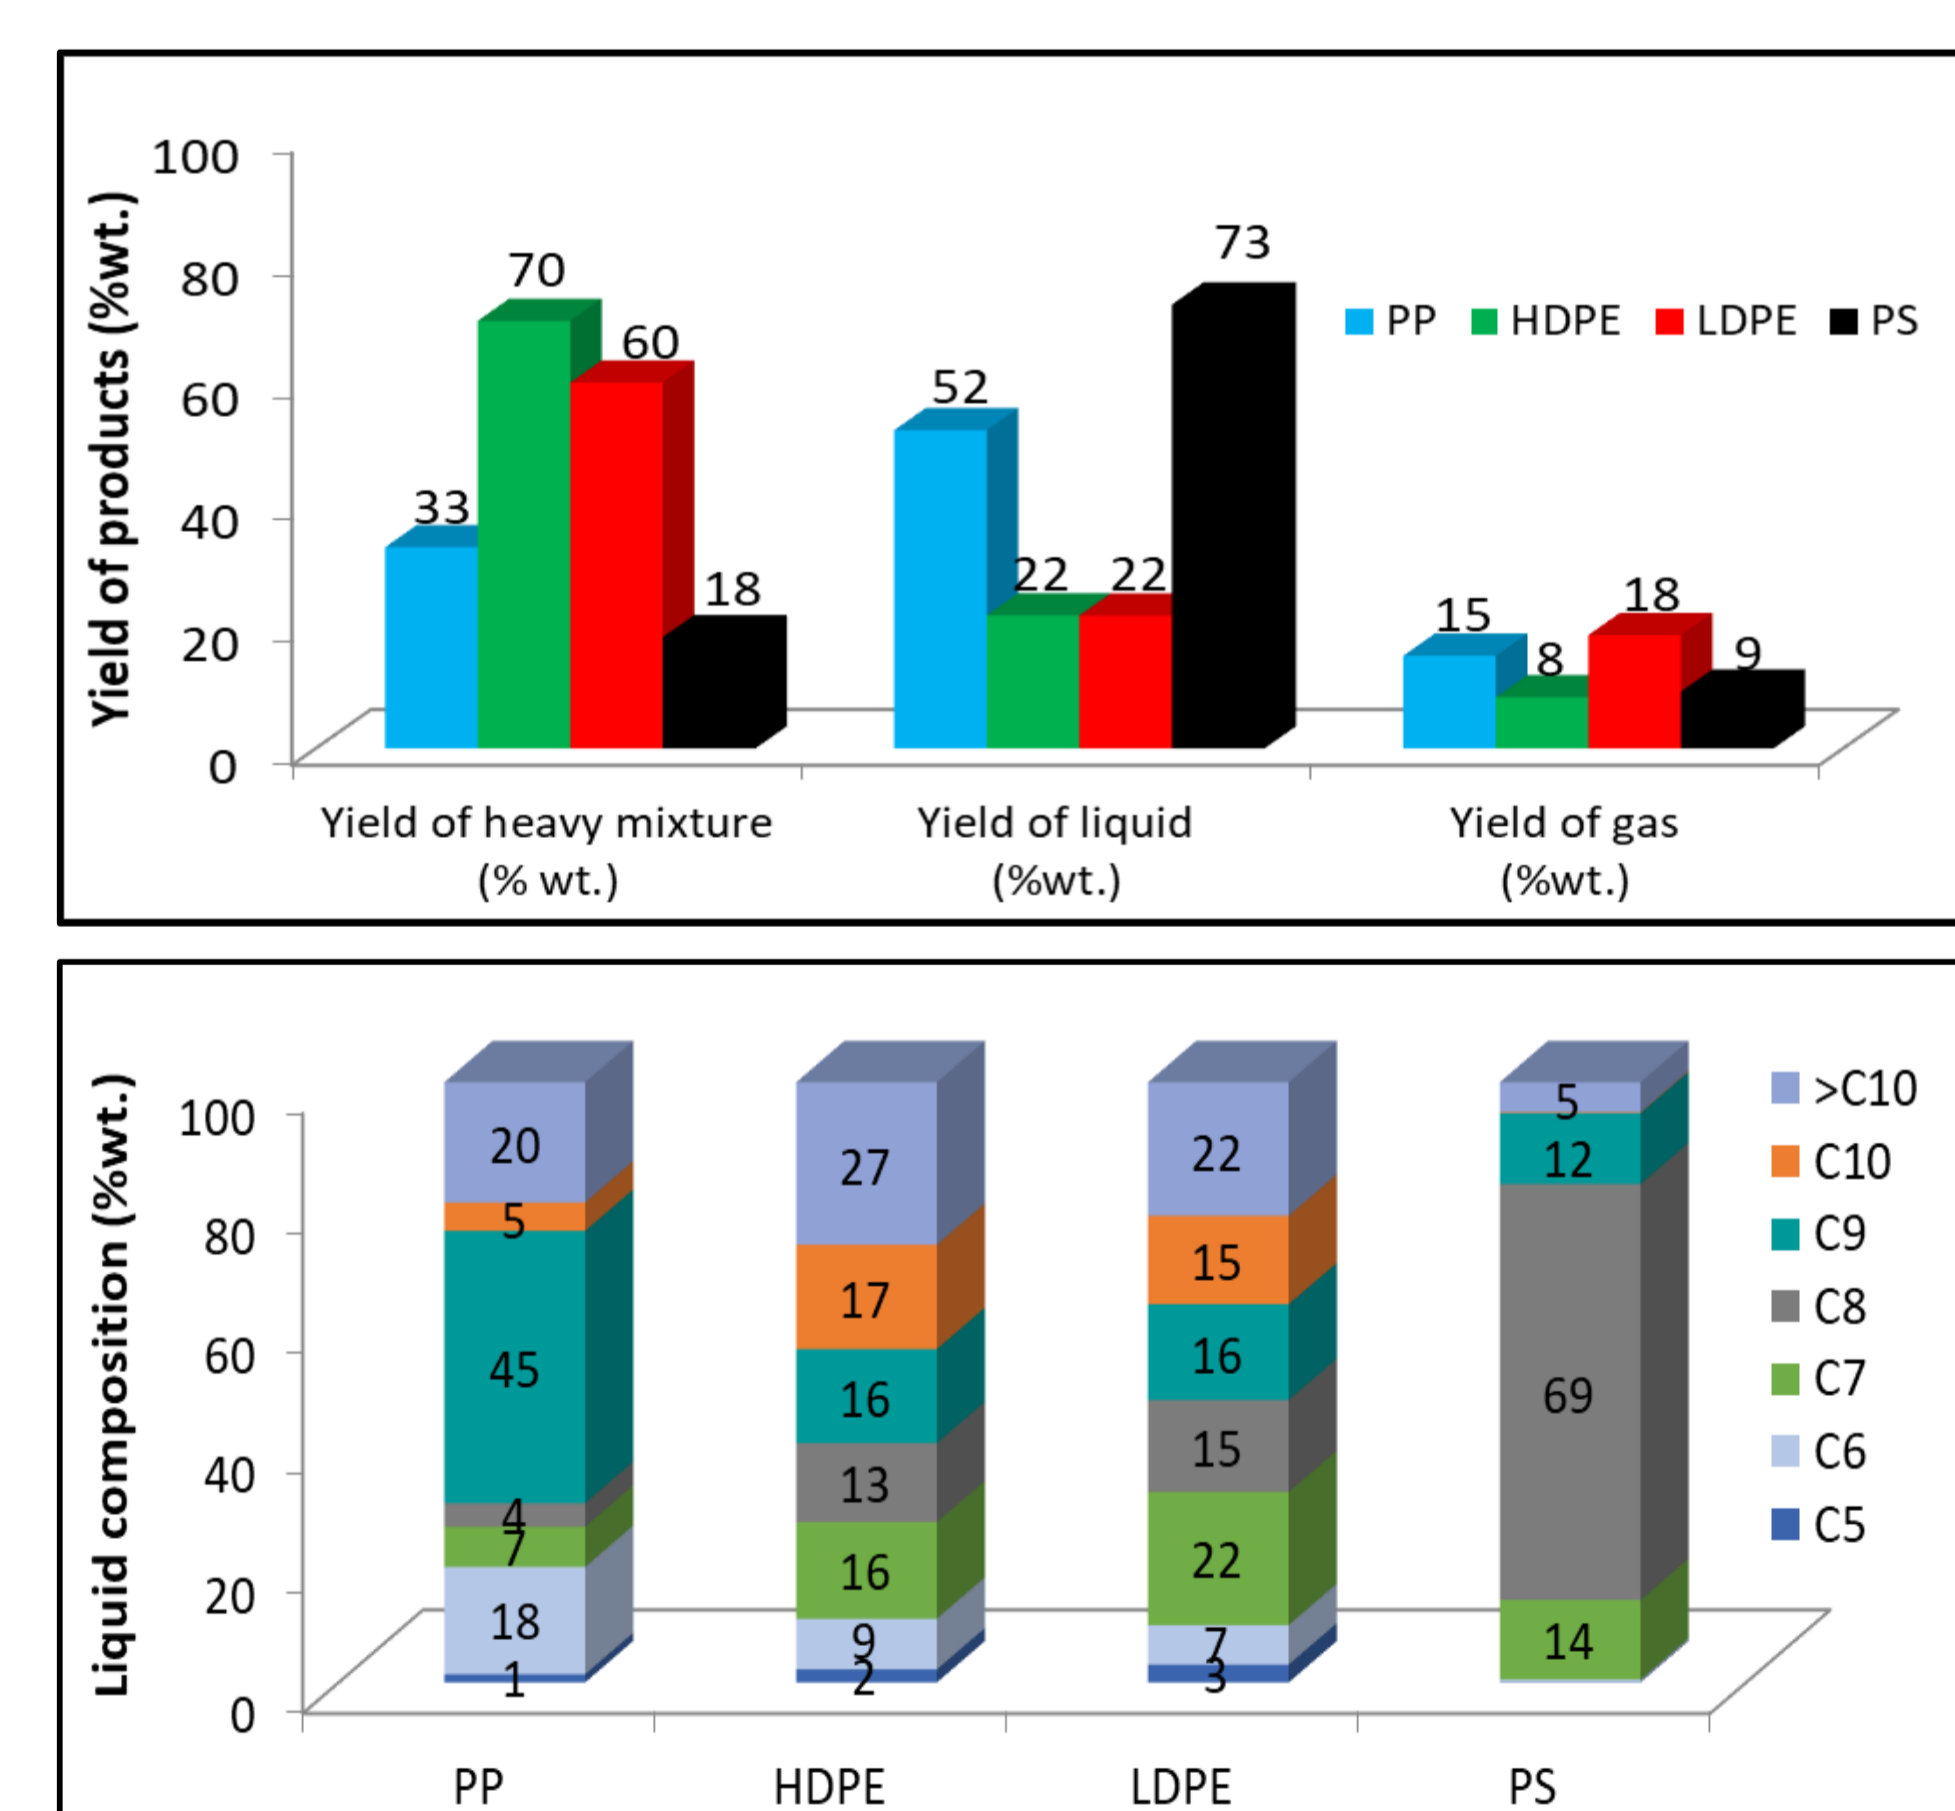 Yield of products (%wt.)
100
80
60
40
20
0
33
70
60
18
52
22
22
73
15
8
18
9
PP
HDPE
LDPE
PS
Yield of heavy mixture
(% wt.)
Yield of liquid
(%wt.)
Yield of gas
(%wt.)
Liquid composition (%wt.)
100
80
60
40
20
0
20
5
45
4
7
18
1
27
17
16
13
16
9
2
22
15
16
15
22
7
3
5
12
69
14
>C10
C10
C9
C8
C7
C6
C5
PP
HDPE
LDPE
PS